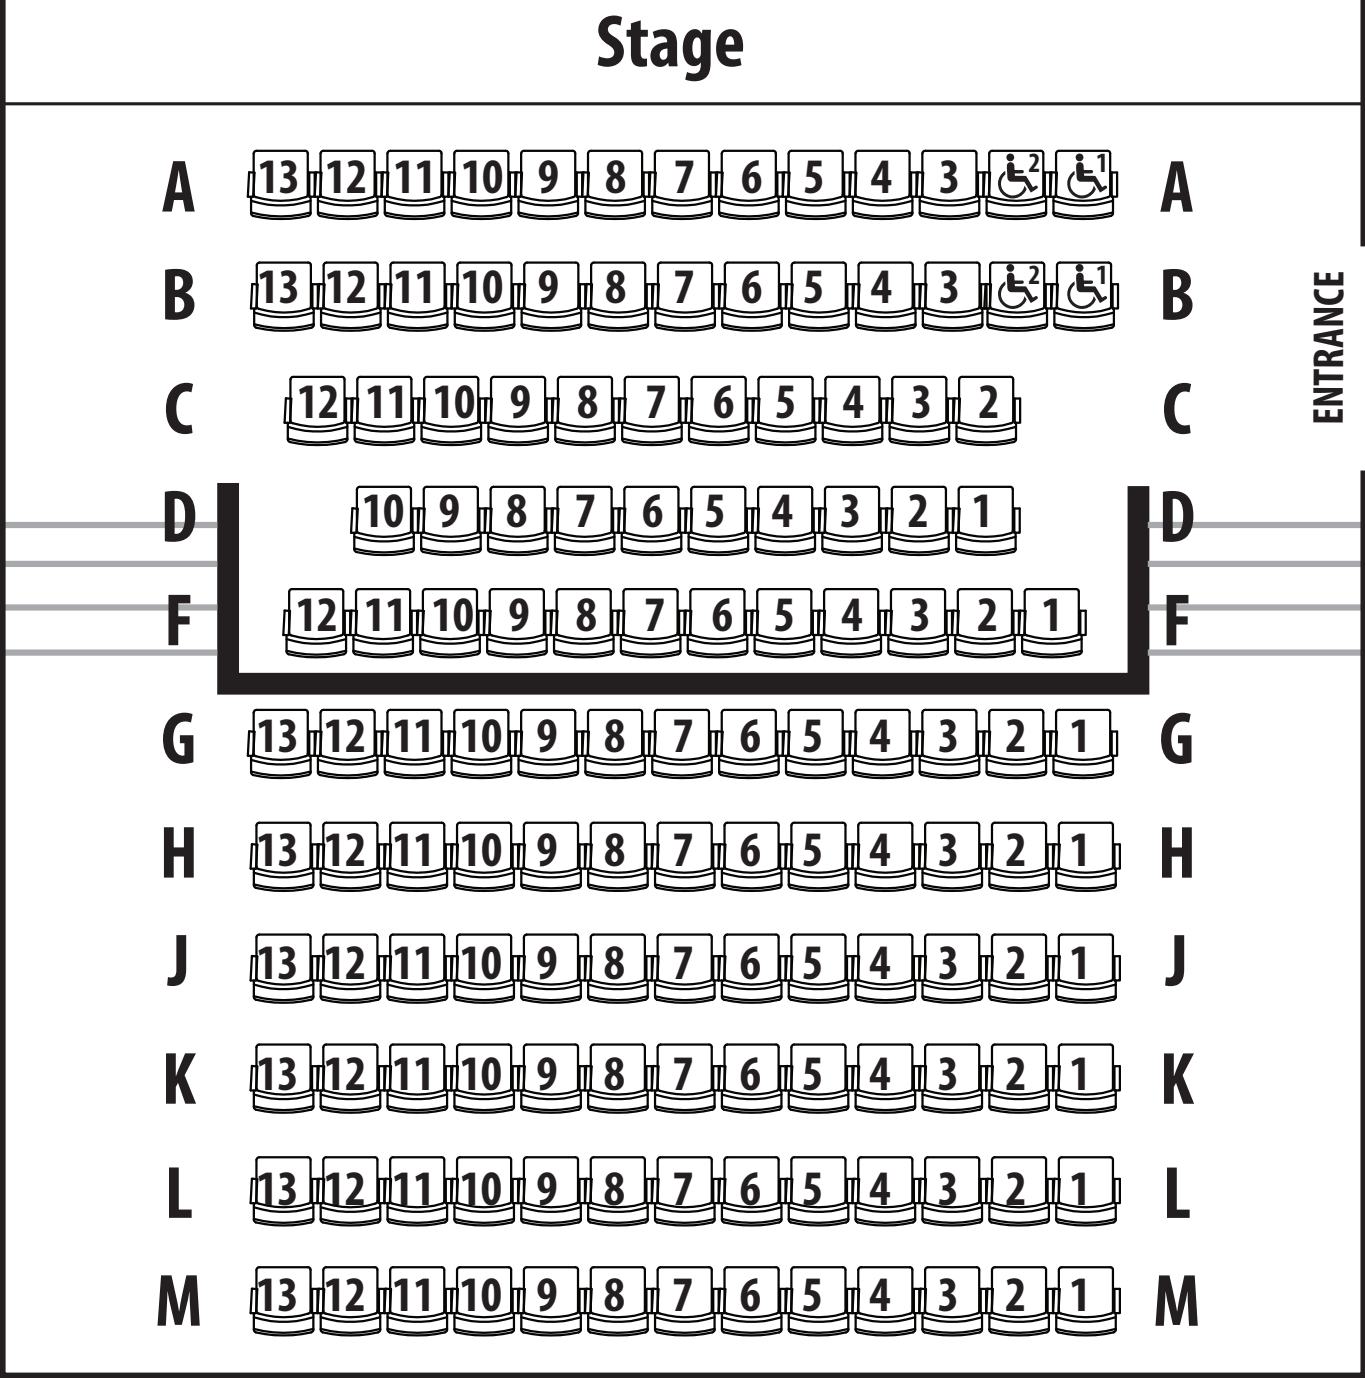 Stage
A 13 12 11 10 9 8 7 6 5 4 3 2 1 A
B 13 12 11 10 9 8 7 6 5 4 3 2 1 B
ENTRANCE
C 12 11 10 9 8 7 6 5 4 3 2 C
D 10 9 8 7 6 5 4 3 2 1 D
F 12 11 10 9 8 7 6 5 4 3 2 1 F
G 13 12 11 10 9 8 7 6 5 4 3 2 1 G
H 13 12 11 10 9 8 7 6 5 4 3 2 1 H
J 13 12 11 10 9 8 7 6 5 4 3 2 1 J
K 13 12 11 10 9 8 7 6 5 4 3 2 1 K
L 13 12 11 10 9 8 7 6 5 4 3 2 1 L
M 13 12 11 10 9 8 7 6 5 4 3 2 1 M